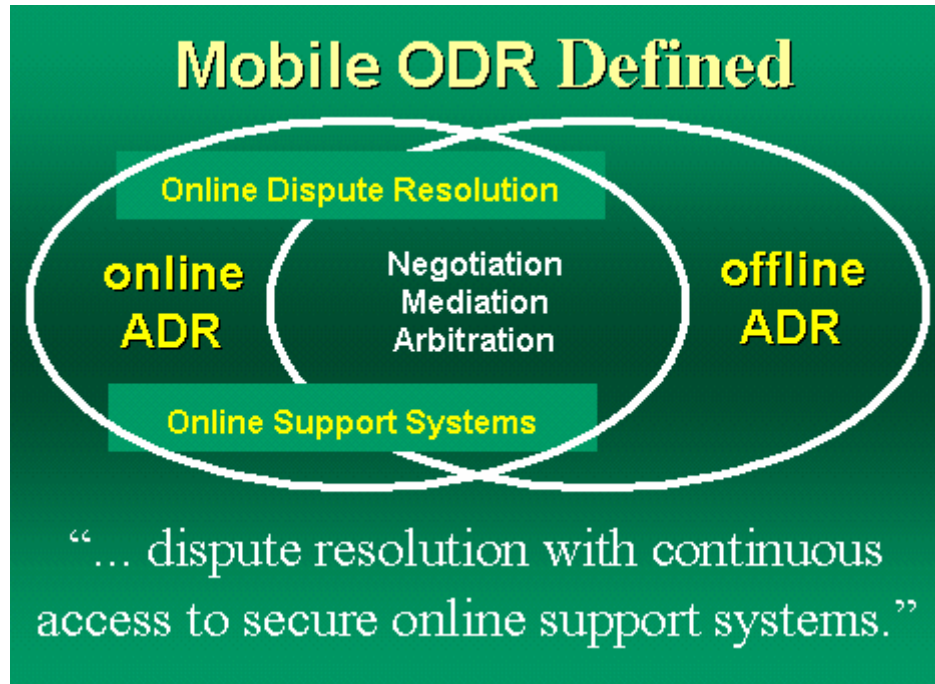 Mobile ODR Defined
Online Dispute Resolution
online
ADR
Negotiation
Mediation
Arbitration
offline
ADR
Online Support Systems
“... dispute resolution with continuous
access to secure online support systems.”